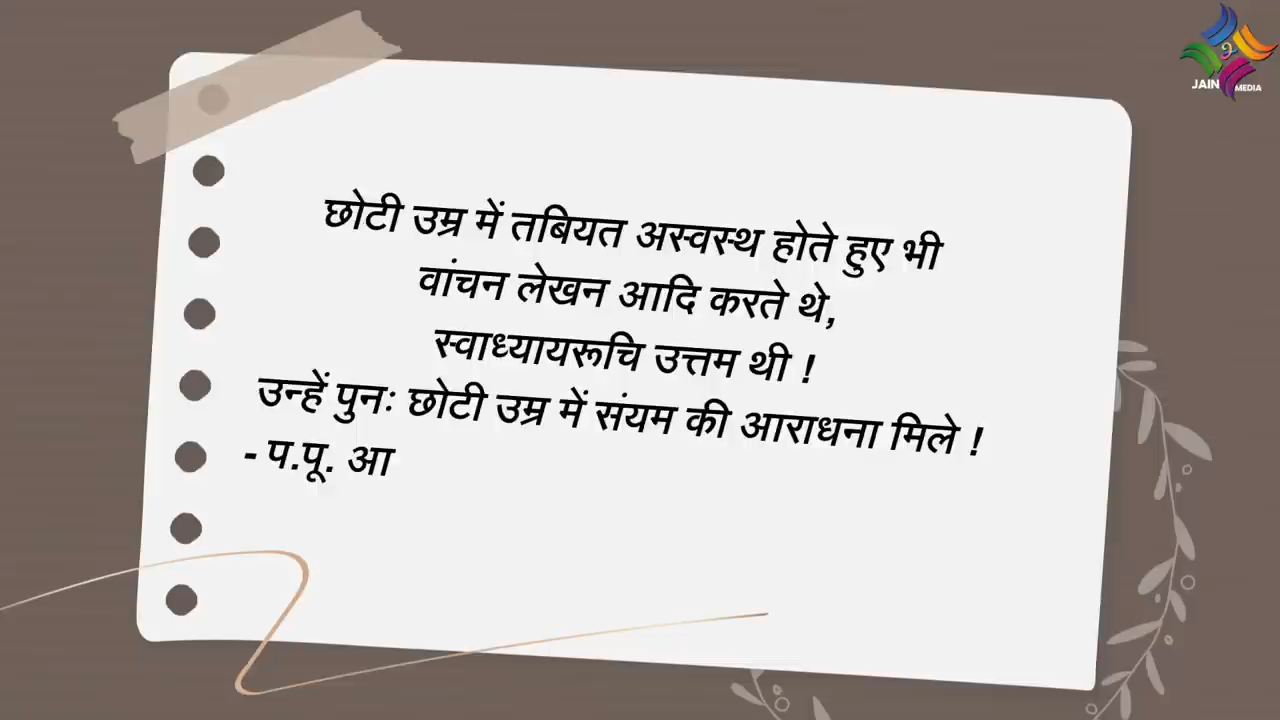 JAIN MEDIA
छोटी उम्र में तबियत अस्वस्थ होते हुए भी
वांचन लेखन आदि करते थे,
स्वाध्यायरूचि उत्तम थी !
उन्हें पुनः छोटी उम्र में संयम की आराधना मिले !
- प.पू. आ